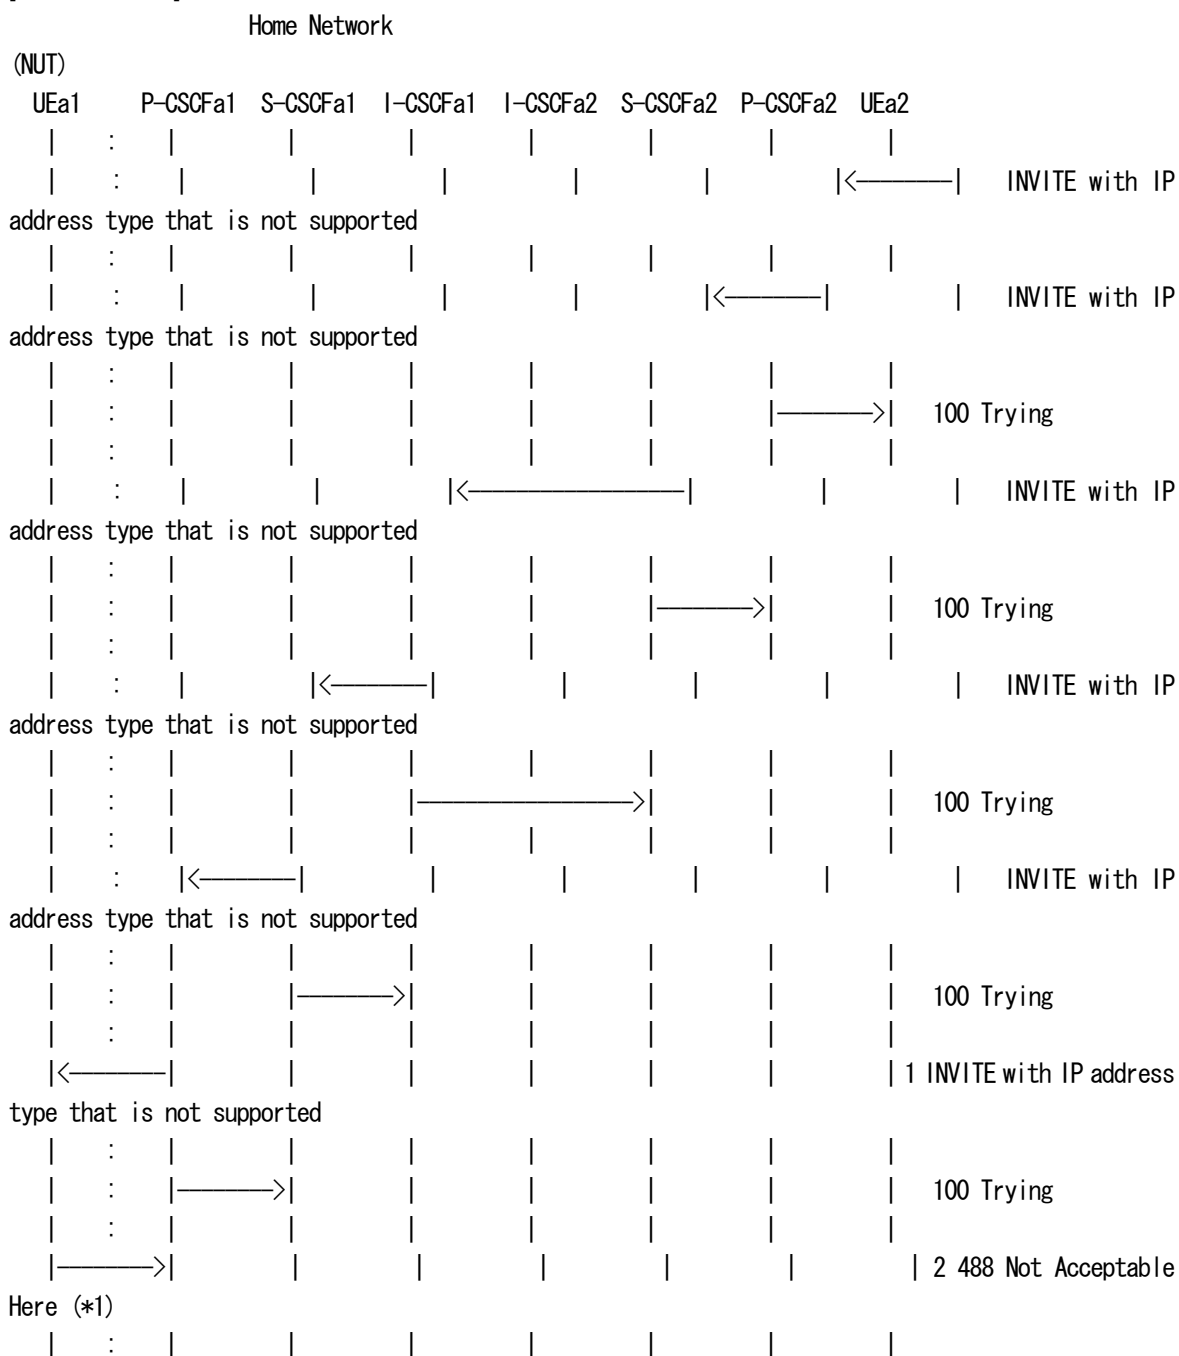 Home Network
(NUT)
UEa1 P-CSCFa1 S-CSCFa1 I-CSCFa1 I-CSCFa2 S-CSCFa2 P-CSCFa2 UEa2
| : | | | | | | |
| : | | | | | |<--------| INVITE with IP
address type that is not supported
| : | | | | | | |
| : | | | | |<--------| | INVITE with IP
address type that is not supported
| : | | | | | | |
| : | | | | | |-------->| 100 Trying
| : | | | | | | |
| : | | |<------------------| | | INVITE with IP
address type that is not supported
| : | | | | | | |
| : | | | | |-------->| | 100 Trying
| : | | | | | | |
| : | |<--------| | | | | INVITE with IP
address type that is not supported
| : | | | | | | |
| : | | |------------------>| | | 100 Trying
| : | | | | | | |
| : |<--------| | | | | | INVITE with IP
address type that is not supported
| : | | | | | | |
| : | |-------->| | | | | 100 Trying
| : | | | | | | |
|<--------| | | | | | | 1 INVITE with IP address
type that is not supported
| : | | | | | | |
| : |-------->| | | | | | 100 Trying
| : | | | | | | |
|-------->| | | | | | | 2 488 Not Acceptable
Here (*1)
| : | | | | | | |